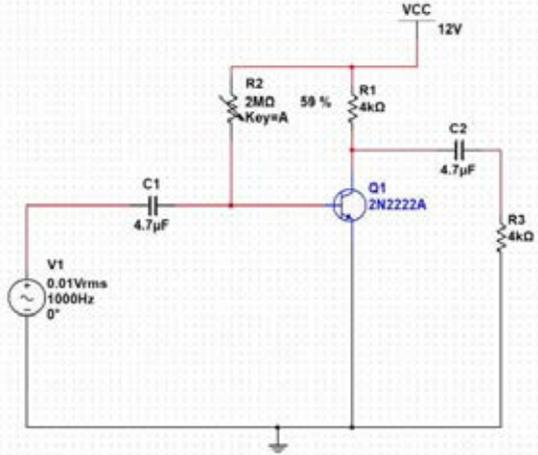 VCC
12V
R2
2MΩ
Key=A
59 %
R1
4kΩ
C2
4.7µF
C1
4.7µF
Q1
2N2222A
R3
4kΩ
V1
0.01Vrms
1000Hz
0°